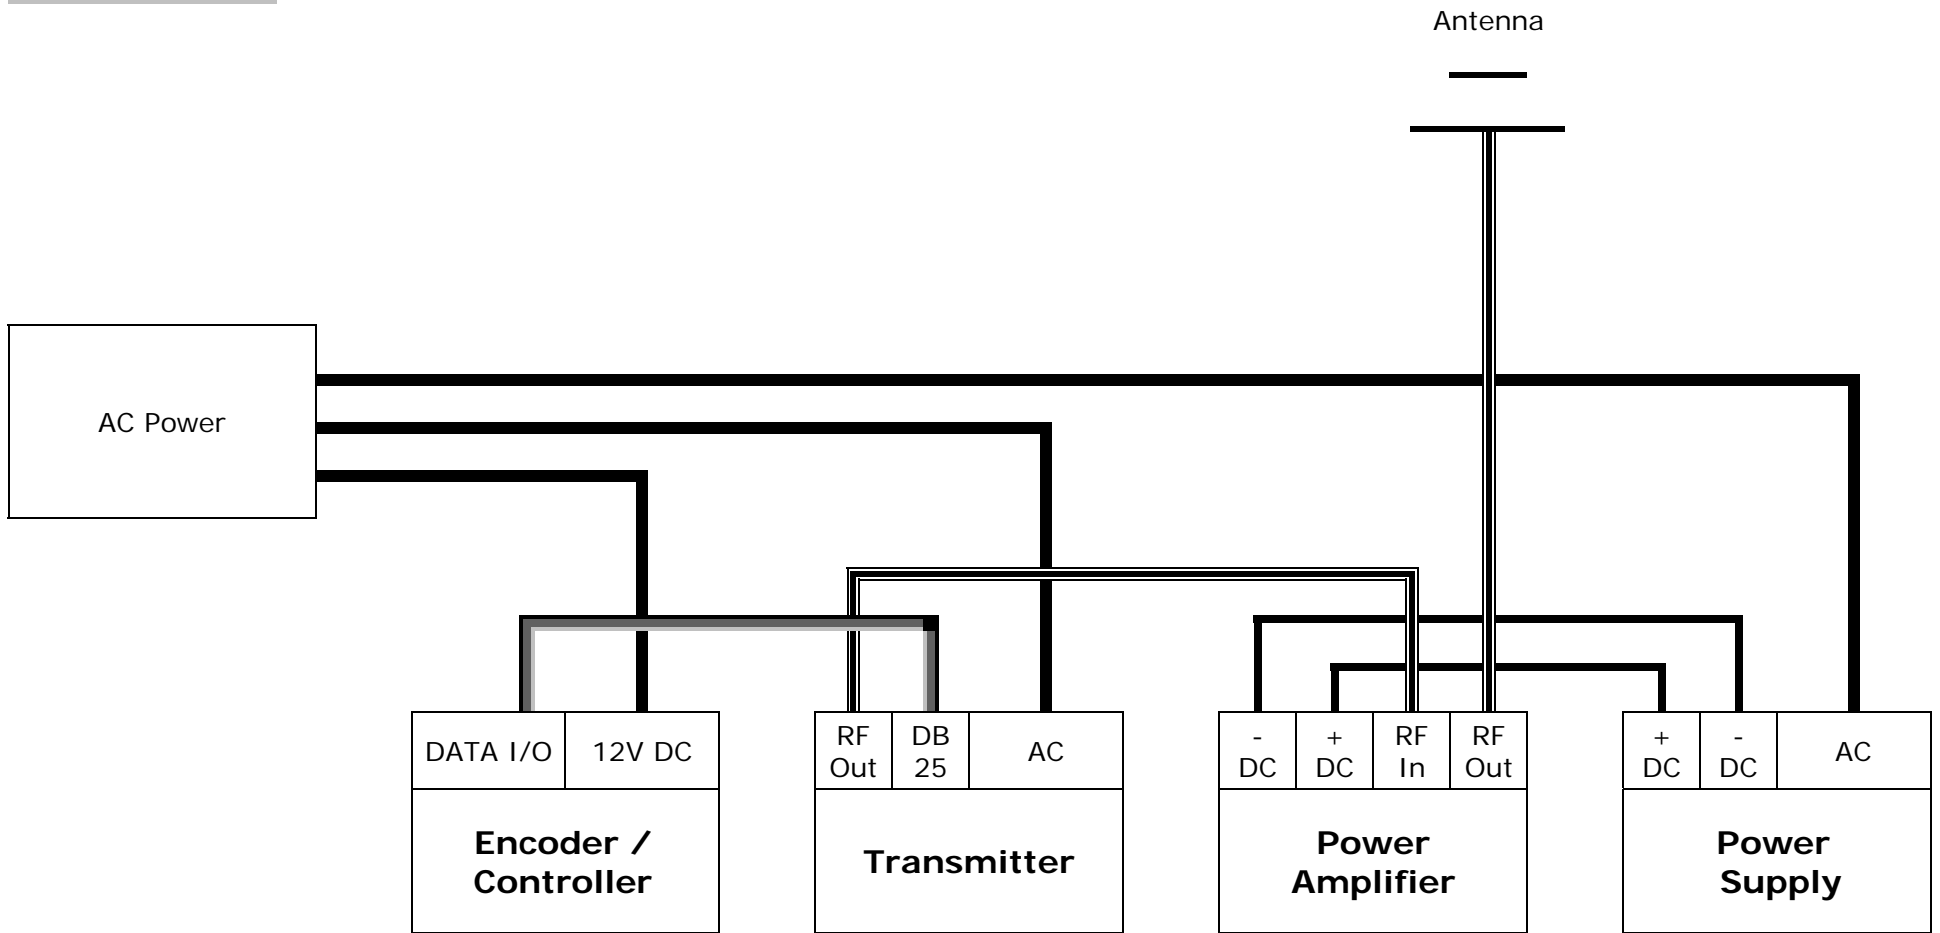 Antenna
AC Power
DATA I/O
12V DC
RF
Out
DB
25
AC
-
DC
+
DC
RF
In
RF
Out
+
DC
-
DC
AC
Encoder /
Controller
Transmitter
Power
Amplifier
Power
Supply